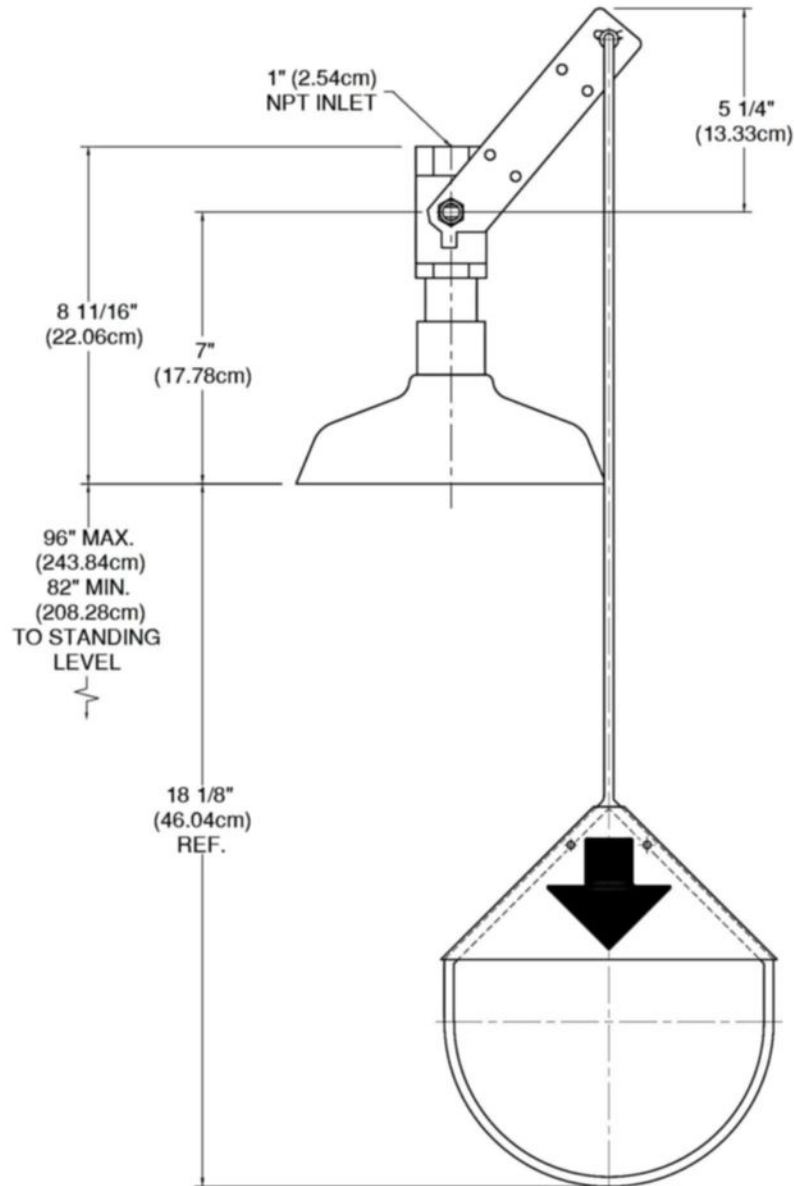 1" (2.54cm)
NPT INLET
5 1/4"
(13.33cm)
8 11/16"
(22.06cm)
7"
(17.78cm)
96" MAX.
(243.84cm)
82" MIN.
(208.28cm)
TO STANDING
LEVEL
18 1/8"
(46.04cm)
REF.